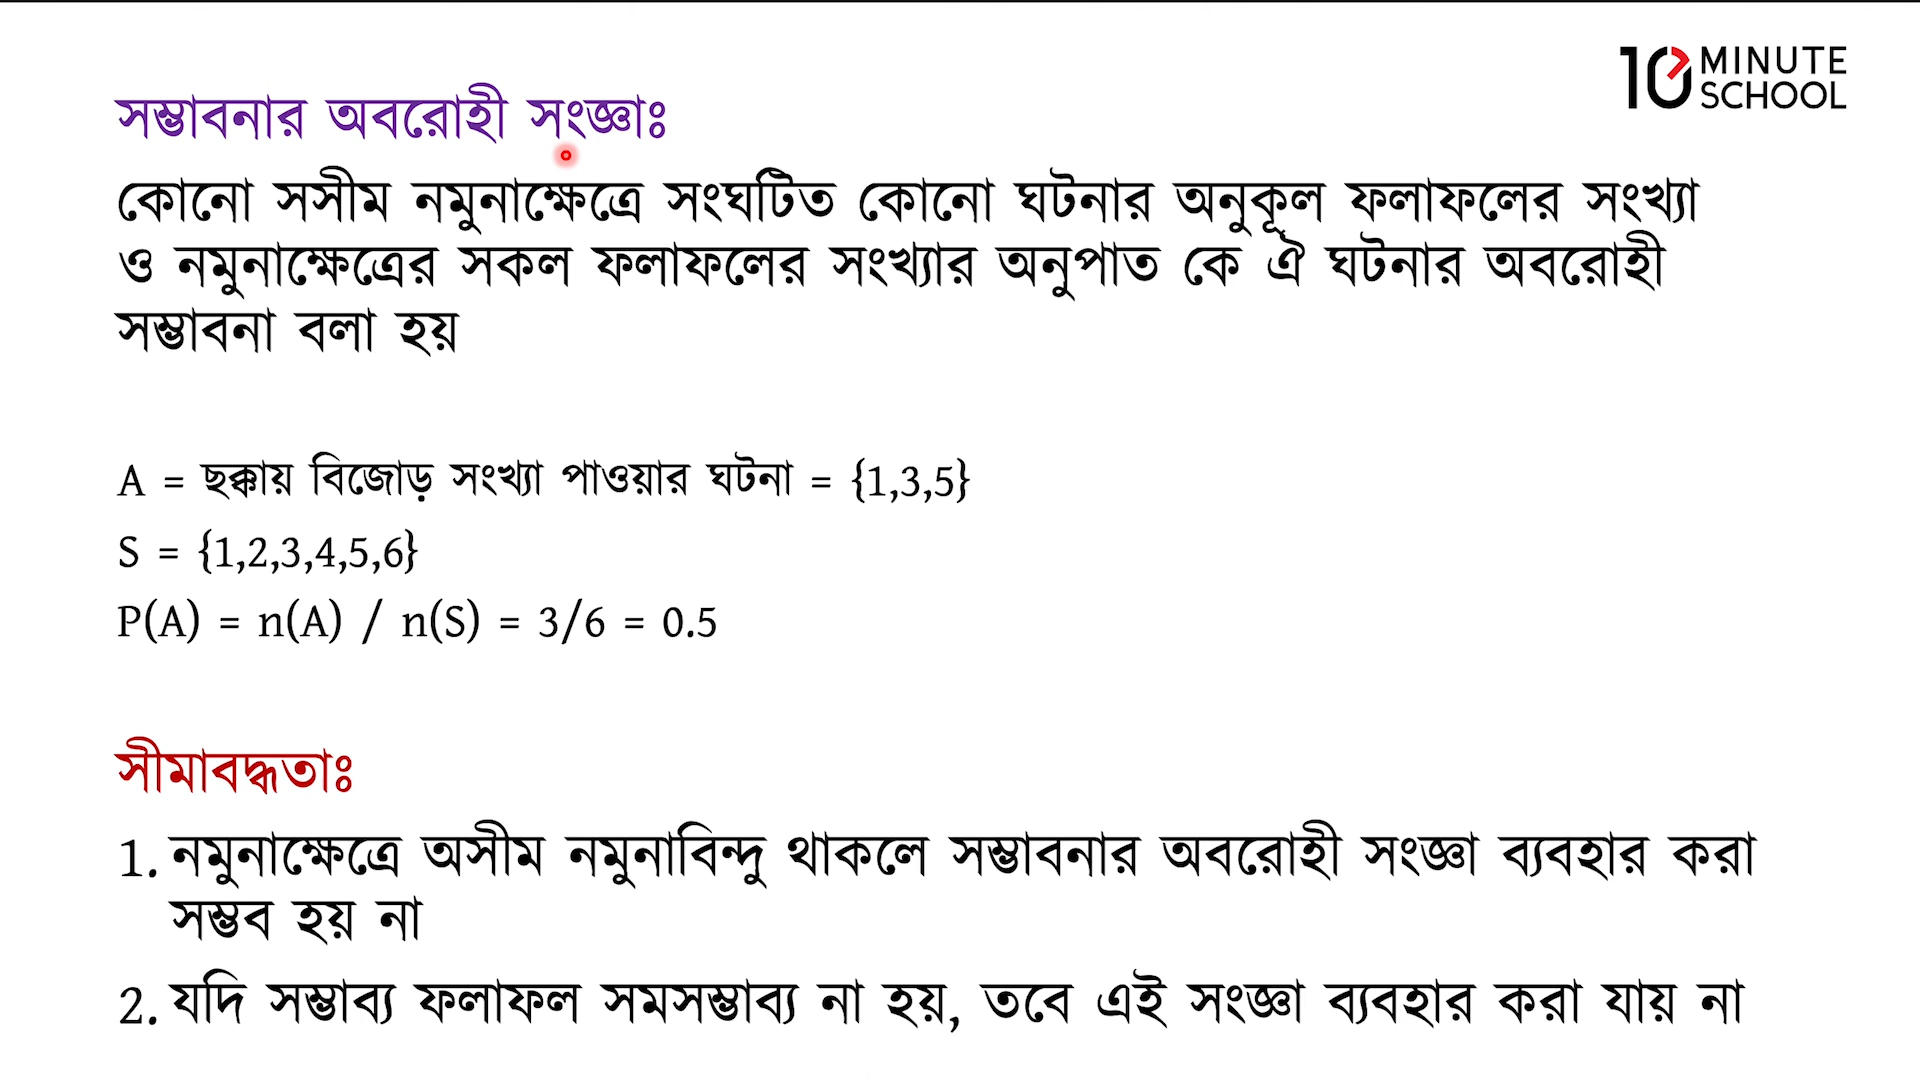 10 MINUTE
SCHOOL
সম্ভাবনার অবরোহী সংজ্ঞাঃ
কোনো সসীম নমুনাক্ষেত্রে সংঘটিত কোনো ঘটনার অনুকূল ফলাফলের সংখ্যা
ও নমুনাক্ষেত্রের সকল ফলাফলের সংখ্যার অনুপাত কে ঐ ঘটনার অবরোহী
সম্ভাবনা বলা হয়
A = ছক্কায় বিজোড় সংখ্যা পাওয়ার ঘটনা = {1,3,5}
S = {1,2,3,4,5,6}
P(A) = n(A) / n(S) = 3/6 = 0.5
সীমাবদ্ধতাঃ
1. নমুনাক্ষেত্রে অসীম নমুনাবিন্দু থাকলে সম্ভাবনার অবরোহী সংজ্ঞা ব্যবহার করা
সম্ভব হয় না
2. যদি সম্ভাব্য ফলাফল সমসম্ভাব্য না হয়, তবে এই সংজ্ঞা ব্যবহার করা যায় না